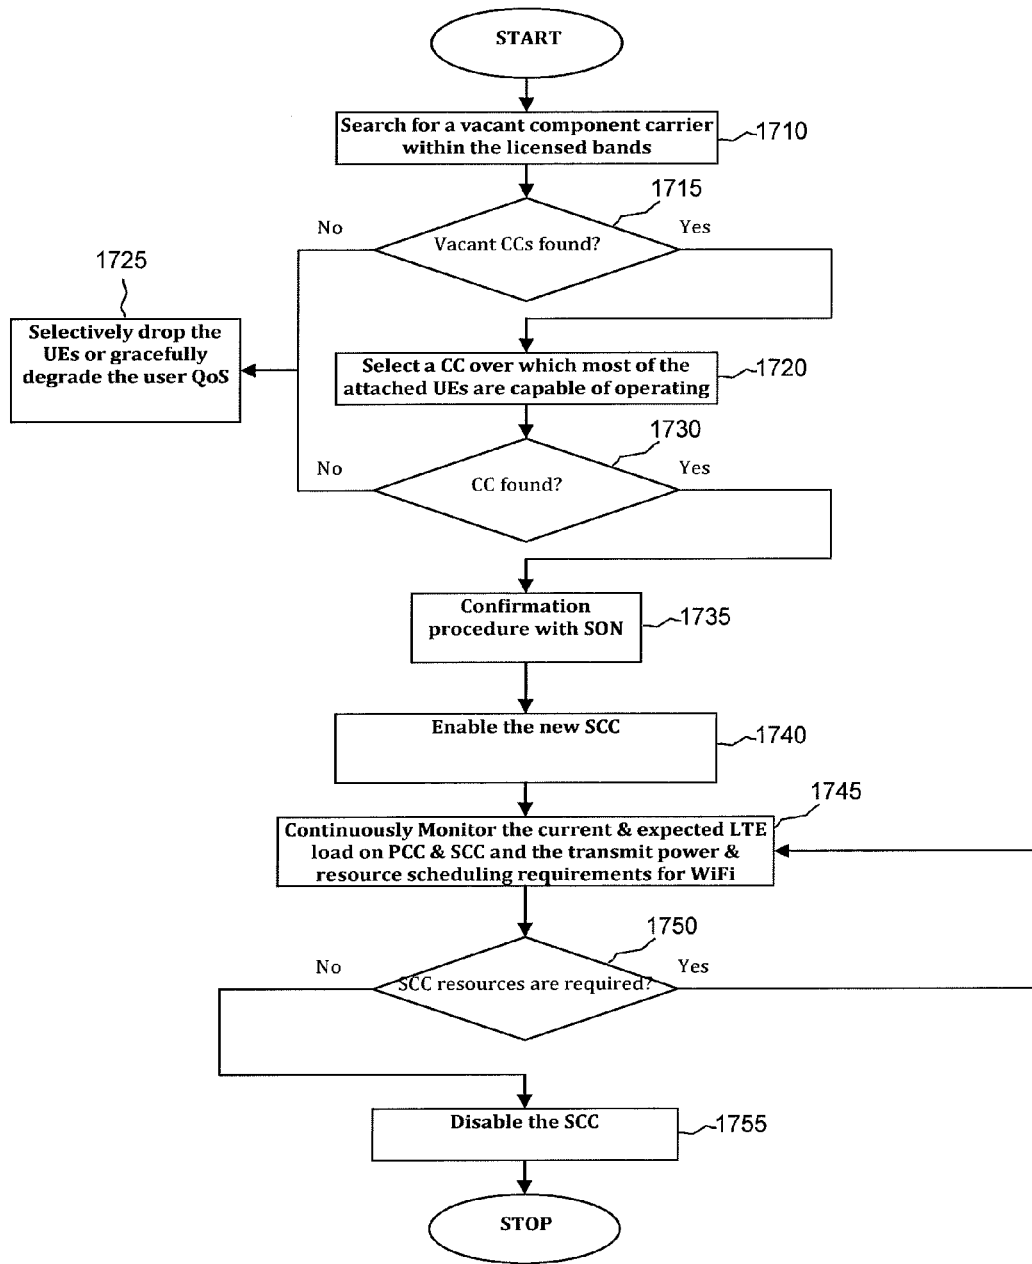 START
Search for a vacant component carrier
within the licensed bands
1710
1715
No
Vacant CCs found?
Yes
1725
Selectively drop the
UEs or gracefully
degrade the user QoS
Select a CC over which most of the
attached UEs are capable of operating
1720
1730
No
CC found?
Yes
Confirmation
procedure with SON
1735
Enable the new SCC
1740
1745
Continuously Monitor the current & expected LTE
load on PCC & SCC and the transmit power &
resource scheduling requirements for WiFi.
1750
No
SCC resources are required?
Yes
Disable the SCC
1755
STOP